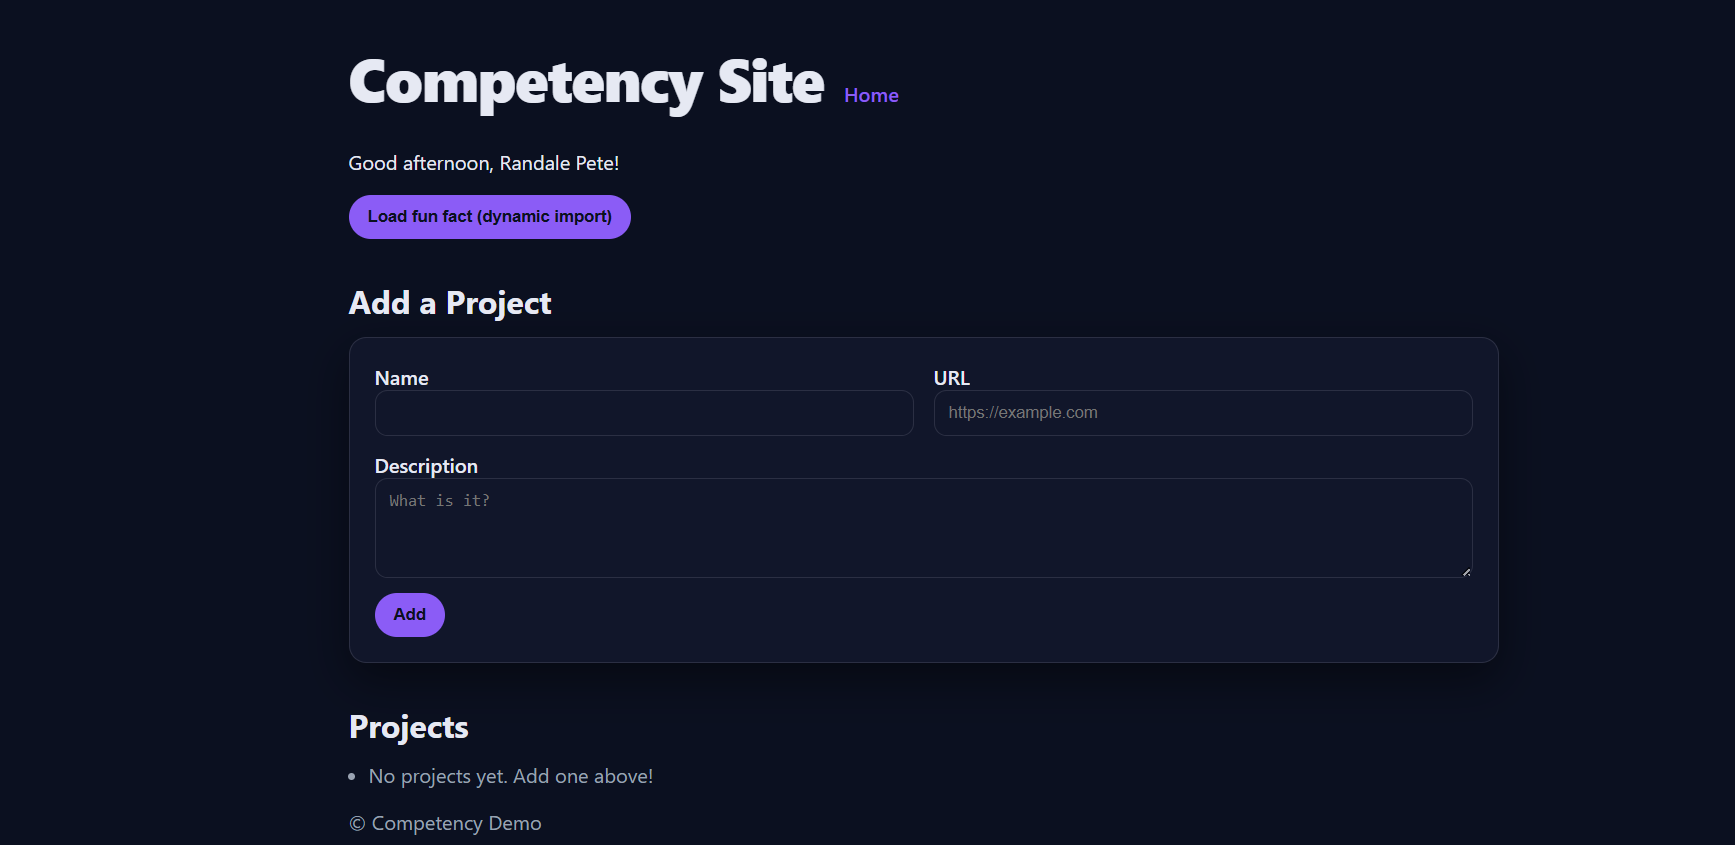 Competency Site Home
Good afternoon, Randale Pete!
Load fun fact (dynamic import)
Add a Project
Name URL
https://example.com
Description
What is it?
Add
Projects
No projects yet. Add one above!
© Competency Demo